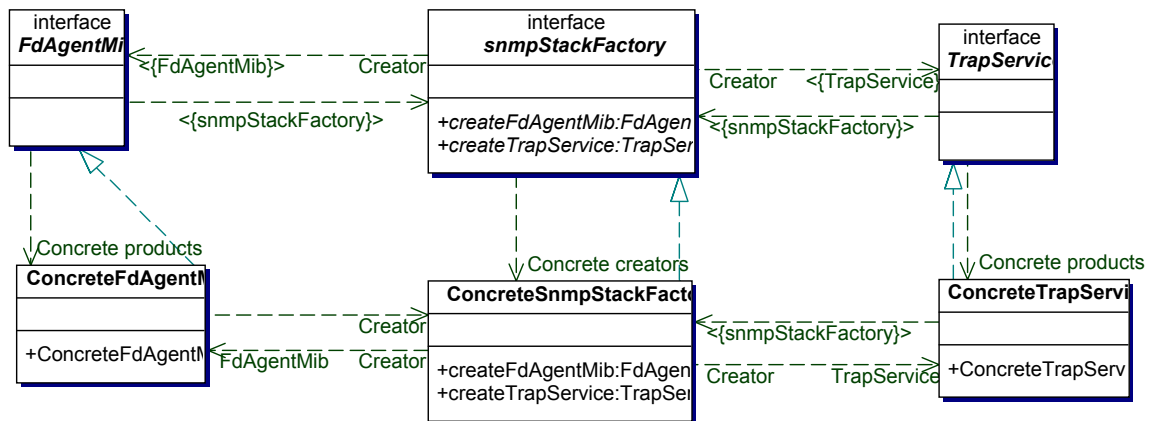 interface
FdAgentMi
interface
snmpStackFactory
interface
TrapService
<{FdAgentMib}>
Creator
Creator
<{TrapService}
<{snmpStackFactory}>
+createFdAgentMib:FdAgen
+createTrapService:TrapSer
<{snmpStackFactory}>
Concrete products
Concrete creators
Concrete products
ConcreteFdAgentM
ConcreteSnmpStackFacto
ConcreteTrapServi
Creator
<{snmpStackFactory}>
+ConcreteFdAgentM
FdAgentMib
Creator
+createFdAgentMib:FdAgen
+createTrapService:TrapSer
Creator
TrapService
+ConcreteTrapServ